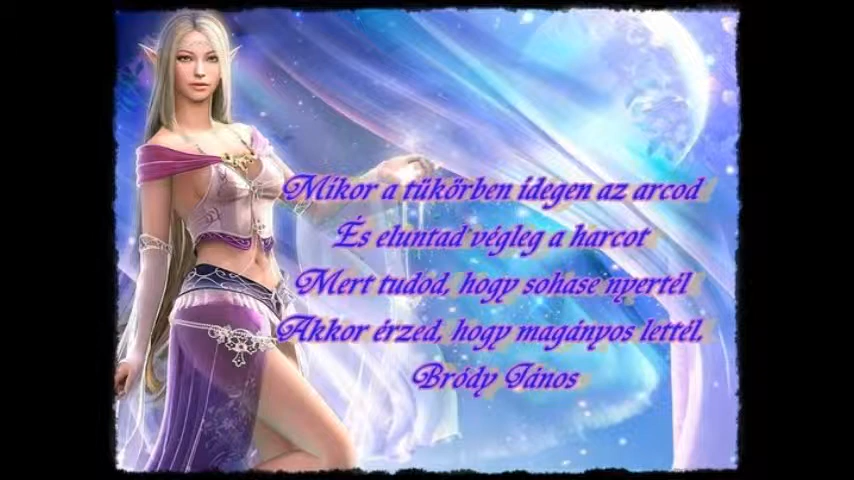 Mikor a tükörben idegen az arcod
És eluntad végleg a harcot
Mert tudod, hogy sohase nyertél
Akkor érzed, hogy magányos lettél.
Bródy János